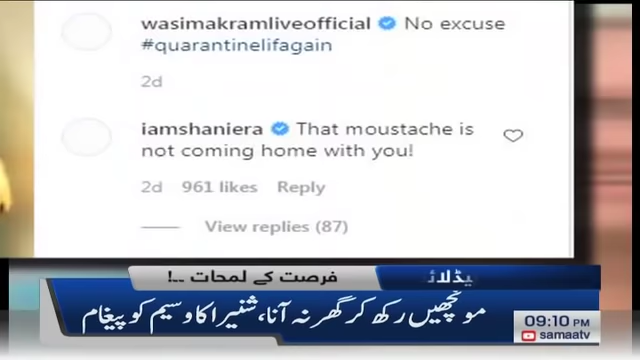 wasimakramliveofficial No excuse
#quarantinelifagain
2d
iamshaniera That moustache is
not coming home with you!
2d 961 likes Reply
View replies (87)
فرصت کے لمحات ..!
مونچھیں رکھ کر گھر نہ آنا، شنیرا کا وسیم کو پیغام
09:10 PM
samaatv